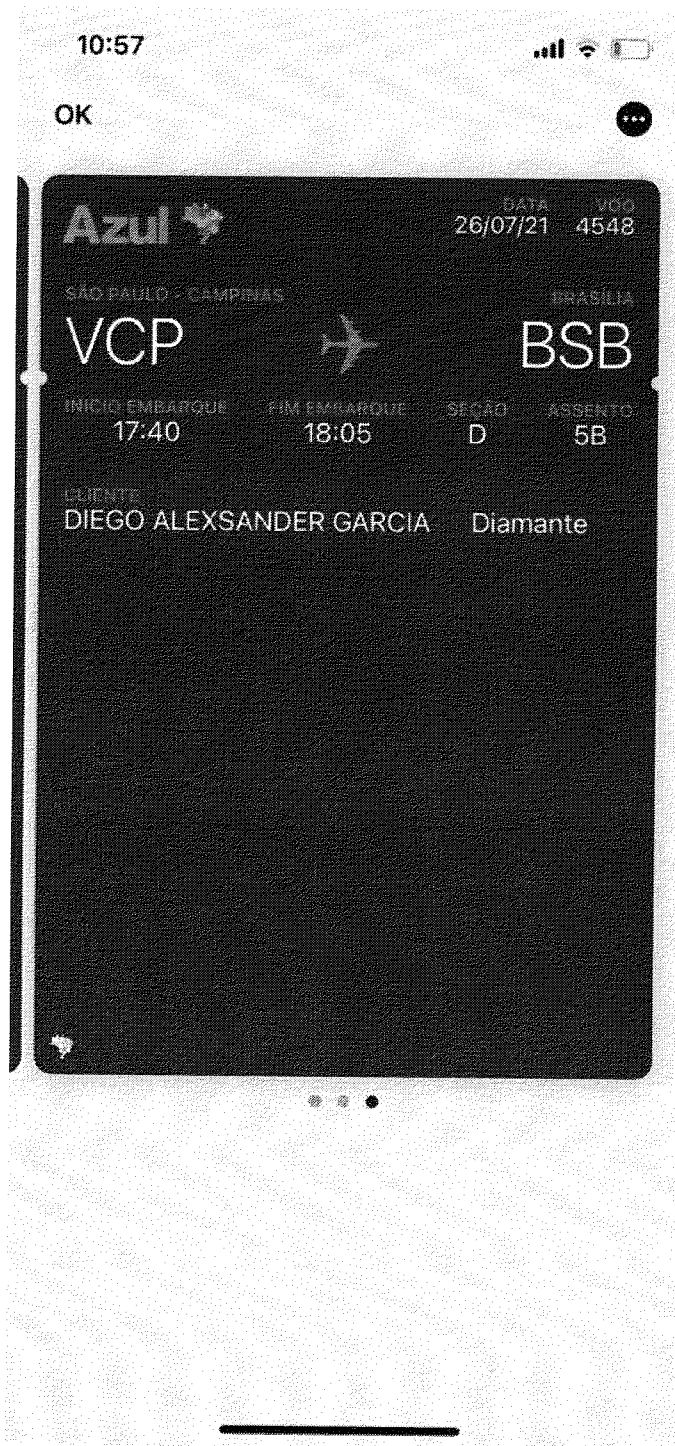 10:57
OK
Azul
DATA VOO
26/07/21 4548
SÃO PAULO - CAMPINAS BRASÍLIA
VCP BSB
INICIO EMBARQUE FIM EMBARQUE SEÇÃO ASSENTO
17:40 18:05 D 5B
CLIENTE
DIEGO ALEXSANDER GARCIA Diamante